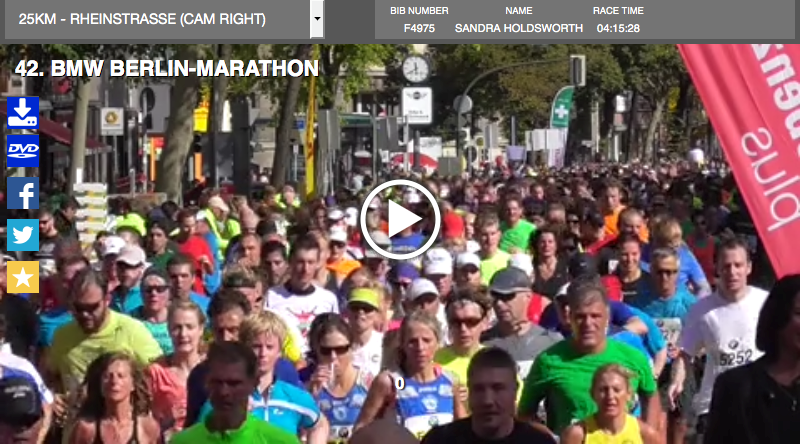 25KM - RHEINSTRASSE (CAM RIGHT)
BIB NUMBER
NAME
RACE TIME
F4975
SANDRA HOLDSWORTH
04:15:28
42. BMW BERLIN-MARATHON
DVD
plus
5252
0